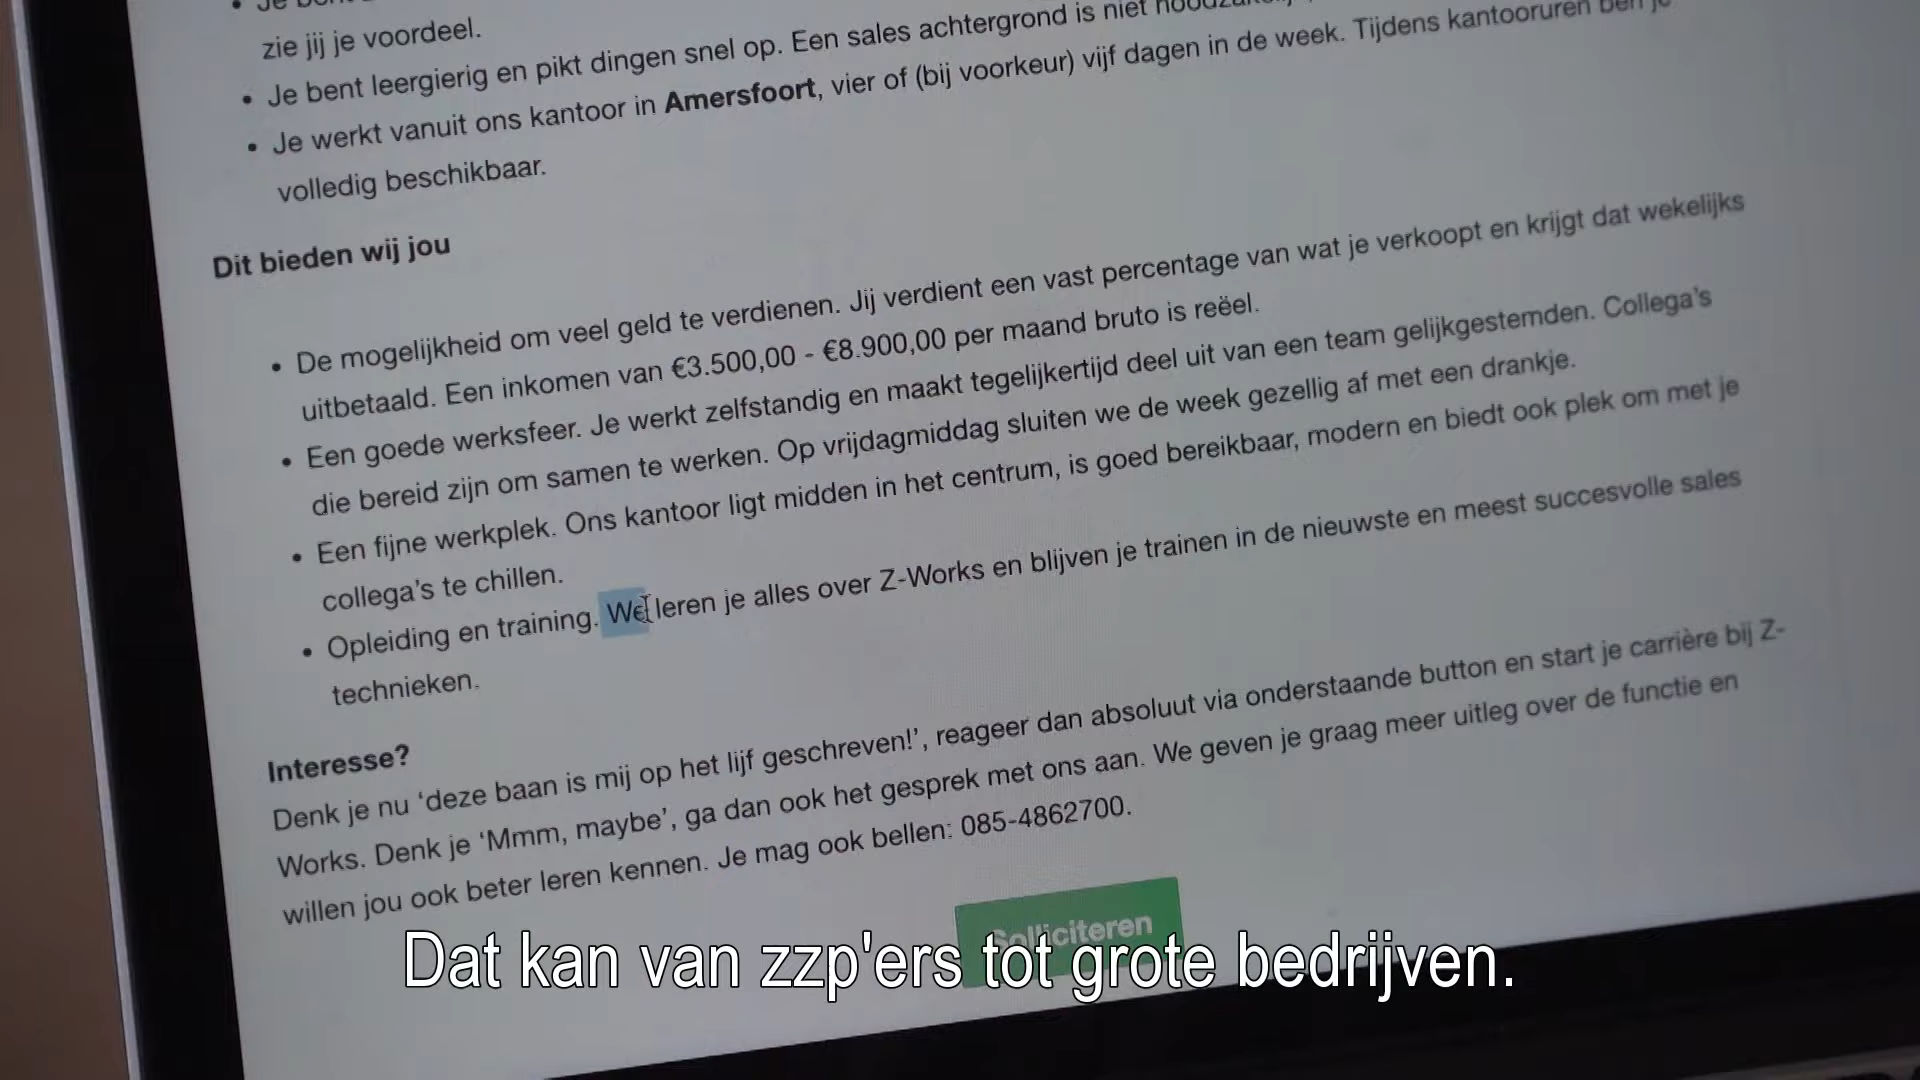 zie jij je voordeel.
• Je bent leergierig en pikt dingen snel op. Een sales achtergrond is niet
• Je werkt vanuit ons kantoor in Amersfoort, vier of (bij voorkeur) vijf dagen in de week. Tijdens kantooruren ben je
volledig beschikbaar.
Dit bieden wij jou
• De mogelijkheid om veel geld te verdienen. Jij verdient een vast percentage van wat je verkoopt en krijgt dat wekelijks
uitbetaald. Een inkomen van €3.500,00 - €8.900,00 per maand bruto is reëel.
• Een goede werksfeer. Je werkt zelfstandig en maakt tegelijkertijd deel uit van een team gelijkgestemden. Collega's
die bereid zijn om samen te werken. Op vrijdagmiddag sluiten we de week gezellig af met een drankje.
• Een fijne werkplek. Ons kantoor ligt midden in het centrum, is goed bereikbaar, modern en biedt ook plek om met je
collega's te chillen.
• Opleiding en training. We leren je alles over Z-Works en blijven je trainen in de nieuwste en meest succesvolle sales
technieken.
Interesse?
Denk je nu ‘deze baan is mij op het lijf geschreven!’, reageer dan absoluut via onderstaande button en start je carrière bij Z-
Works. Denk je ‘Mmm, maybe’, ga dan ook het gesprek met ons aan. We geven je graag meer uitleg over de functie en
willen jou ook beter leren kennen. Je mag ook bellen: 085-4862700.
Solliciteren
Dat kan van zzp'ers tot grote bedrijven.